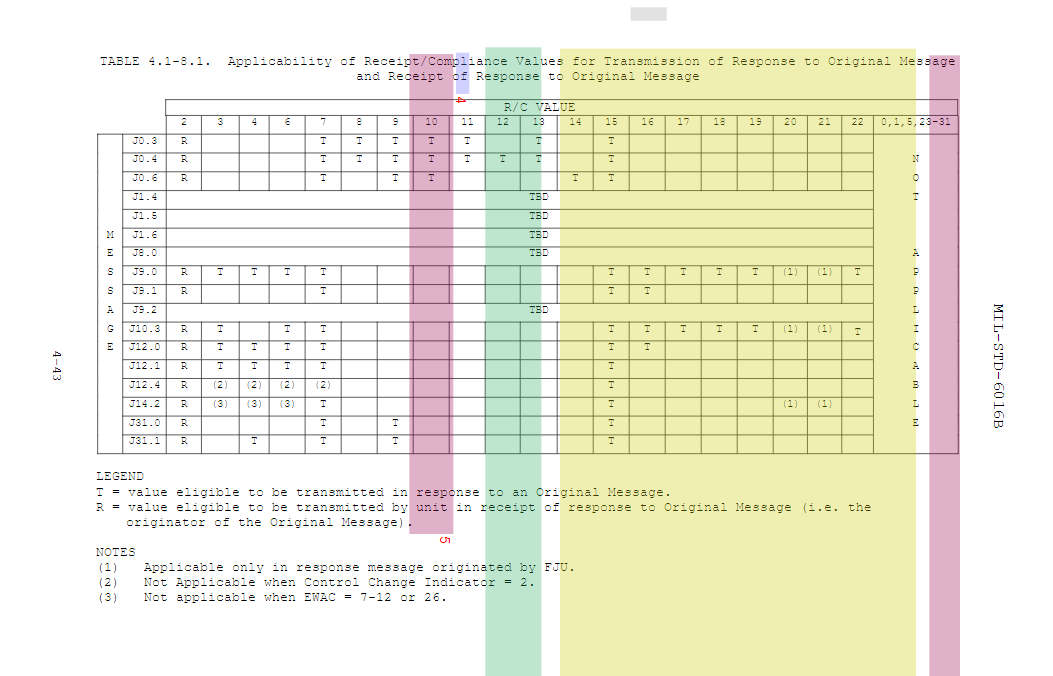 TABLE 4.1-8.1.  Applicability of Receipt/Compliance Values for Transmission of Response to Original Message
and Receipt of Response to Original Message
4
R/C VALUE
2 3 4 6 7 8 9 10 11 12 13 14 15 16 17 18 19 20 21 22 0,1,5,23-31
J0.3 R T T T T T T T
J0.4 R T T T T T T T T N
J0.6 R T T T T T O
J1.4 TBD T
J1.5 TBD
M J1.6 TBD
E J8.0 TBD A
S J9.0 R T T T T T T T T T (1) (1) T P
S J9.1 R T T T P
A J9.2 TBD L
G J10.3 R T T T T T T T T (1) (1) T I
E J12.0 R T T T T T T C
J12.1 R T T T T T A
J12.4 R (2) (2) (2) (2) T B
J14.2 R (3) (3) (3) T T (1) (1) L
J31.0 R T T T E
J31.1 R T T T T
LEGEND
T = value eligible to be transmitted in response to an Original Message.
R = value eligible to be transmitted by unit in receipt of response to Original Message (i.e. the
originator of the Original Message).
5
NOTES
(1) Applicable only in response message originated by FJU.
(2) Not Applicable when Control Change Indicator = 2.
(3) Not applicable when EWAC = 7-12 or 26.
4-43
MIL-STD-6016B